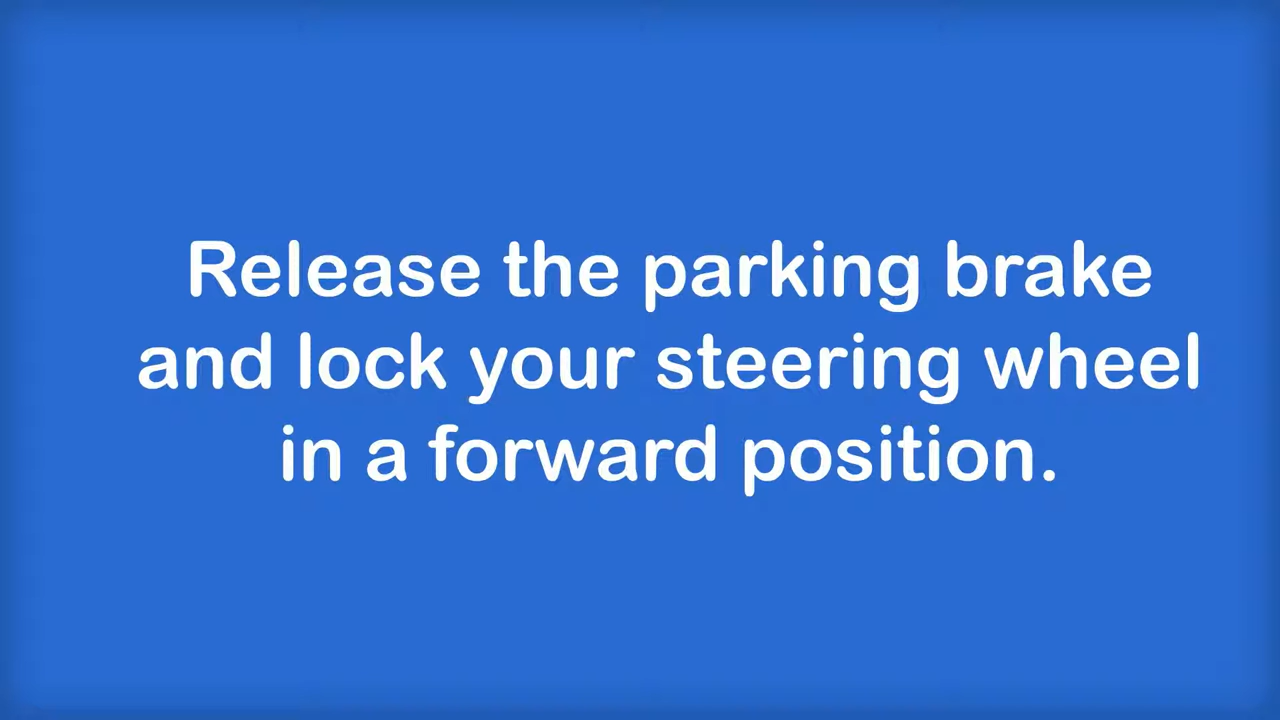 Release the parking brake
and lock your steering wheel
in a forward position.